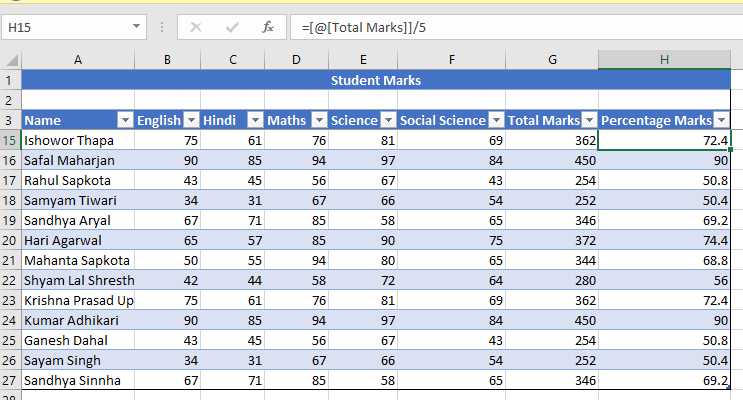 H15 fx =[@[Total Marks]]/5
A B C D E F G H
1 Student Marks
2
3 Name English Hindi Maths Science Social Science Total Marks Percentage Marks
15 Ishowor Thapa 75 61 76 81 69 362 72.4
16 Safal Maharjan 90 85 94 97 84 450 90
17 Rahul Sapkota 43 45 56 67 43 254 50.8
18 Samyam Tiwari 34 31 67 66 54 252 50.4
19 Sandhya Aryal 67 71 85 58 65 346 69.2
20 Hari Agarwal 65 57 85 90 75 372 74.4
21 Mahanta Sapkota 50 55 94 80 65 344 68.8
22 Shyam Lal Shresth 42 44 58 72 64 280 56
23 Krishna Prasad Up 75 61 76 81 69 362 72.4
24 Kumar Adhikari 90 85 94 97 84 450 90
25 Ganesh Dahal 43 45 56 67 43 254 50.8
26 Sayam Singh 34 31 67 66 54 252 50.4
27 Sandhya Sinnha 67 71 85 58 65 346 69.2